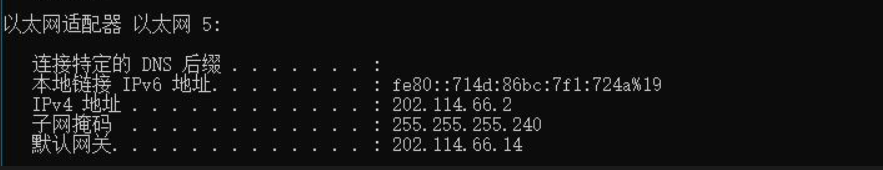 以太网适配器 以太网 5:
连接特定的 DNS 后缀 . . . . . . . :
本地链接 IPv6 地址. . . . . . . . : fe80::714d:86bc:7f1:724a%19
IPv4 地址 . . . . . . . . . . . . : 202.114.66.2
子网掩码 . . . . . . . . . . . . : 255.255.255.240
默认网关. . . . . . . . . . . . . : 202.114.66.14